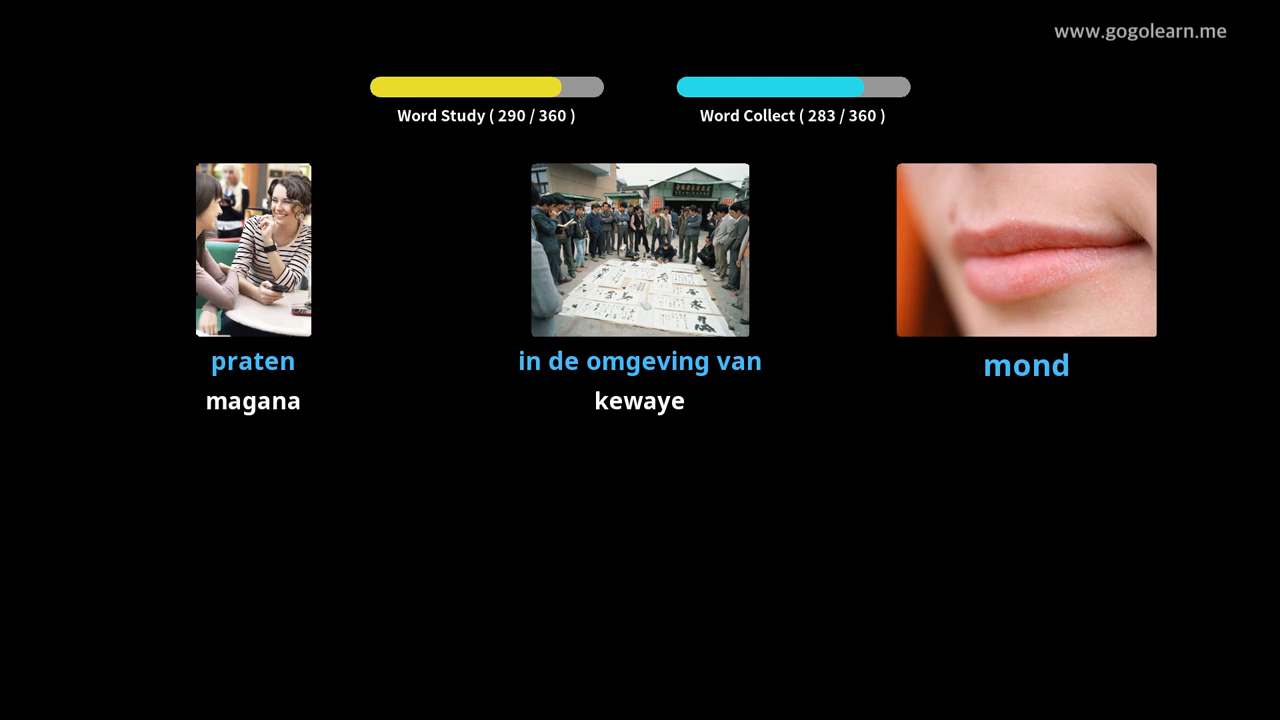 www.gogolearn.me
Word Study ( 290 / 360 )
Word Collect ( 283 / 360 )
praten
in de omgeving van
mond
magana
kewaye